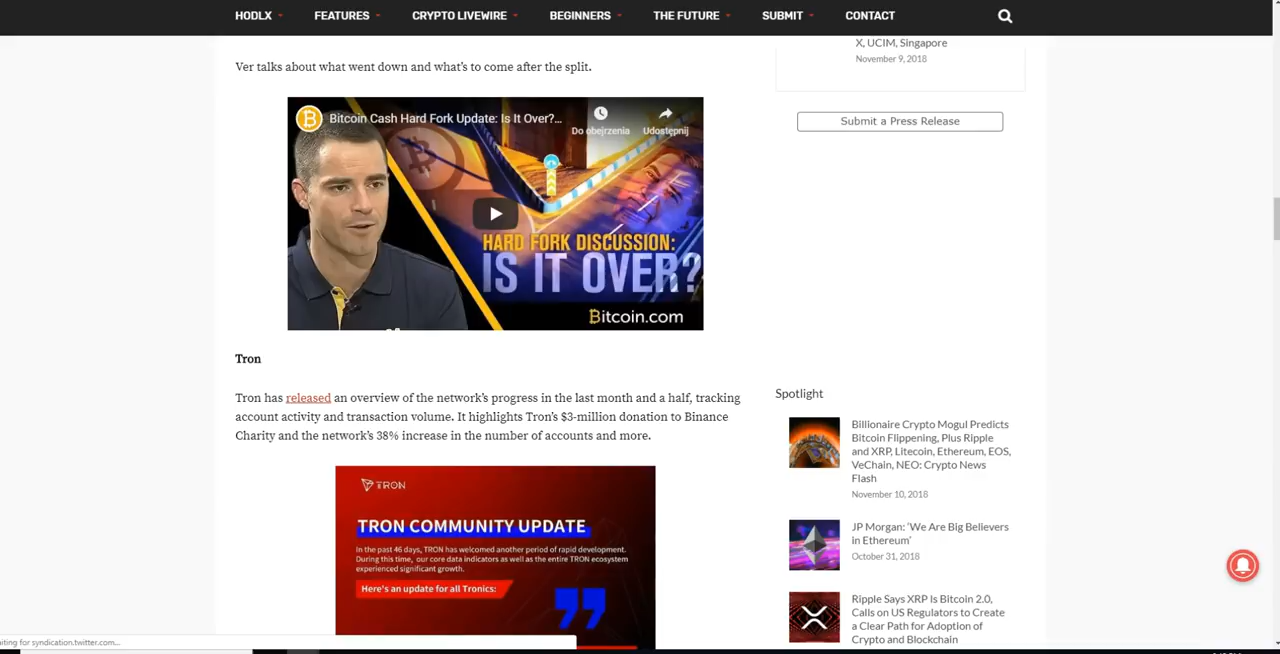 HODLX FEATURES CRYPTO LIVEWIRE BEGINNERS THE FUTURE SUBMIT CONTACT
Ver talks about what went down and what's to come after the split.
Bitcoin Cash Hard Fork Update: Is It Over?...
Do obejrzenia
Udostępnij
HARD FORK DISCUSSION:
IS IT OVER?
Bitcoin.com
Tron
Tron has released an overview of the network's progress in the last month and a half, tracking
account activity and transaction volume. It highlights Tron's $3-million donation to Binance
Charity and the network's 38% increase in the number of accounts and more.
TRON
TRON COMMUNITY UPDATE
In the past 46 days, TRON has welcomed another period of rapid development.
During this time, our core data indicators as well as the entire TRON ecosystem
experienced significant growth.
Here's an update for all Tronics:
X, UCIM, Singapore
November 9, 2018
Submit a Press Release
Spotlight
Billionaire Crypto Mogul Predicts
Bitcoin Flippening, Plus Ripple
and XRP, Litecoin, Ethereum, EOS,
VeChain, NEO: Crypto News
Flash
November 10, 2018
JP Morgan: 'We Are Big Believers
in Ethereum'
October 31, 2018
Ripple Says XRP Is Bitcoin 2.0,
Calls on US Regulators to Create
a Clear Path for Adoption of
Crypto and Blockchain
iting for syndication.twitter.com...